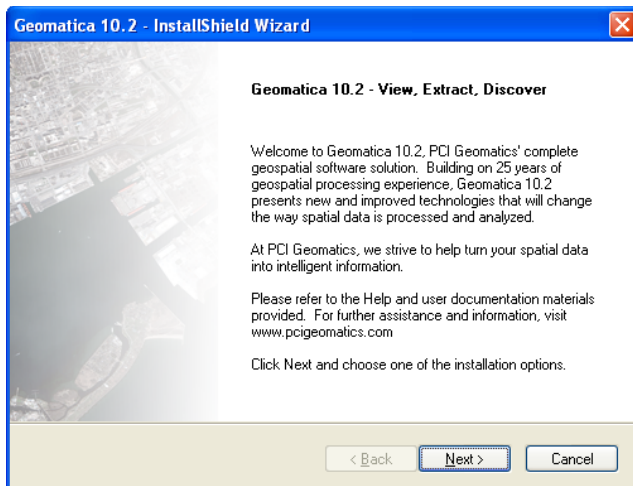 Geomatica 10.2 - InstallShield Wizard
Geomatica 10.2 - View, Extract, Discover
Welcome to Geomatica 10.2, PCI Geomatics' complete
geospatial software solution.  Building on 25 years of
geospatial processing experience, Geomatica 10.2
presents new and improved technologies that will change
the way spatial data is processed and analyzed.
At PCI Geomatics, we strive to help turn your spatial data
into intelligent information.
Please refer to the Help and user documentation materials
provided.  For further assistance and information, visit
www.pcigeomatics.com
Click Next and choose one of the installation options.
< Back  Next >  Cancel